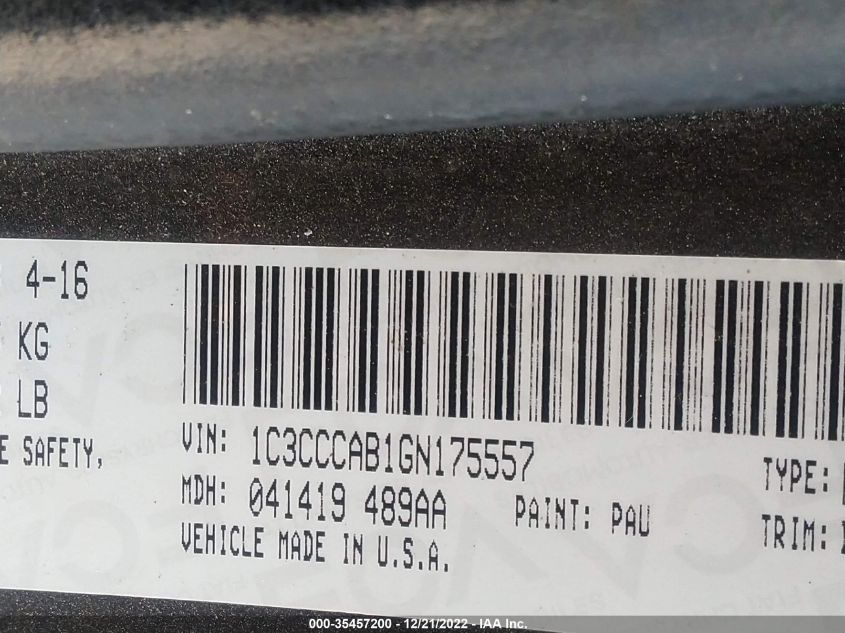 4-16
KG
LB
E SAFETY,
VIN: 1C3CCCAB1GN175557
MDH: 041419 489AA
PAINT: PAU
VEHICLE MADE IN U.S.A.
TYPE:
TRIM:
000-35457200 - 12/21/2022 - IAA Inc.